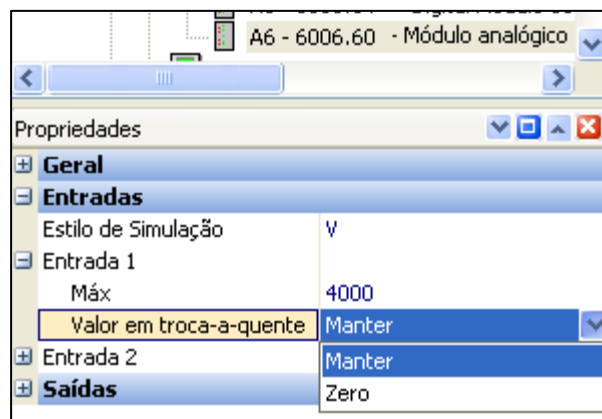 A6 - 6006.60 - Módulo analógico
Propriedades
Geral
Entradas
Estilo de Simulação V
Entrada 1
Máx 4000
Valor em troca-a-quente Manter
Entrada 2 Manter
Saídas Zero